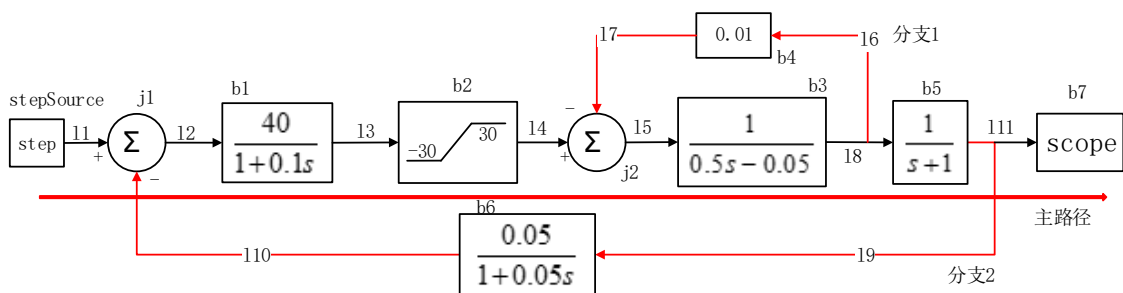 17
0.01
16
分支1
b4
stepSource
j1
b1
b2
b3
b5
b7
step
11
+
Σ
-
12
40
1+0.1s
13
-30
30
14
-
+
Σ
j2
15
1
0.5s-0.05
18
1
s+1
111
scope
主路径
b6
0.05
1+0.05s
110
19
分支2